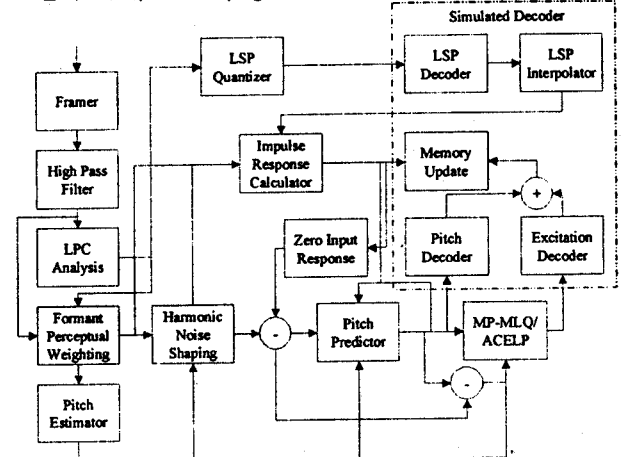 Simulated Decoder
LSP
Quantizer
LSP
Decoder
LSP
Interpolator
Framer
High Pass
Filter
Impulse
Response
Calculator
Memory
Update
+
LPC
Analysis
Zero Input
Response
Pitch
Decoder
Excitation
Decoder
Formant
Perceptual
Weighting
Harmonic
Noise
Shaping
-
Pitch
Predictor
MP-MLQ/
ACELP
-
Pitch
Estimator